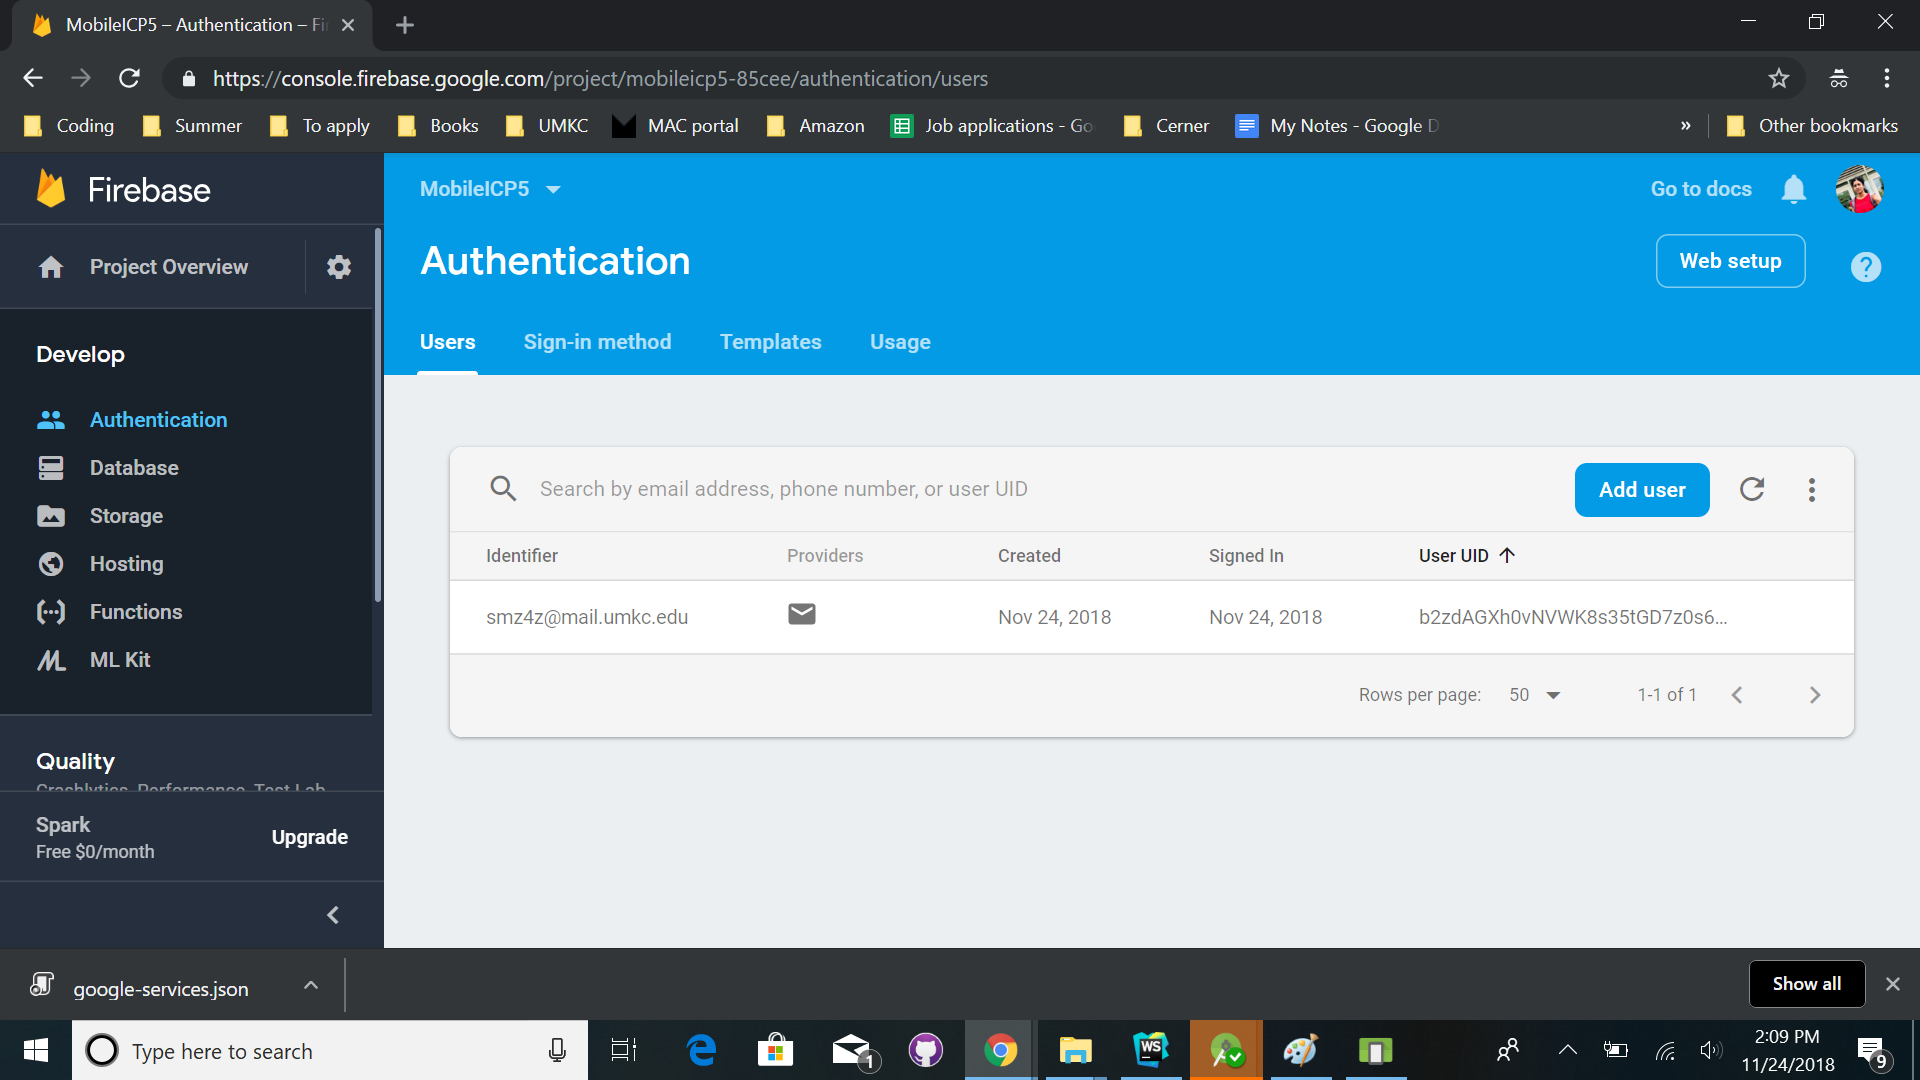 MobileICP5 – Authentication – Fi
https://console.firebase.google.com/project/mobileicp5-85cee/authentication/users
Coding Summer To apply Books UMKC MAC portal Amazon Job applications - Go Cerner My Notes - Google D » Other bookmarks
Firebase
MobileICP5
Go to docs
Project Overview
Authentication
Web setup
?
Users Sign-in method Templates Usage
Develop
Authentication
Database
Storage
Hosting
Functions
ML Kit
Search by email address, phone number, or user UID
Add user
Identifier Providers Created Signed In User UID
smz4z@mail.umkc.edu Nov 24, 2018 Nov 24, 2018 b2zdAGXh0vNVWK8s35tGD7z0s6...
Rows per page: 50 1-1 of 1
Quality
Crashlytics, Performance, Test Lab
Spark
Free $0/month
Upgrade
google-services.json
Show all
Type here to search
1
WS
2:09 PM
11/24/2018
9